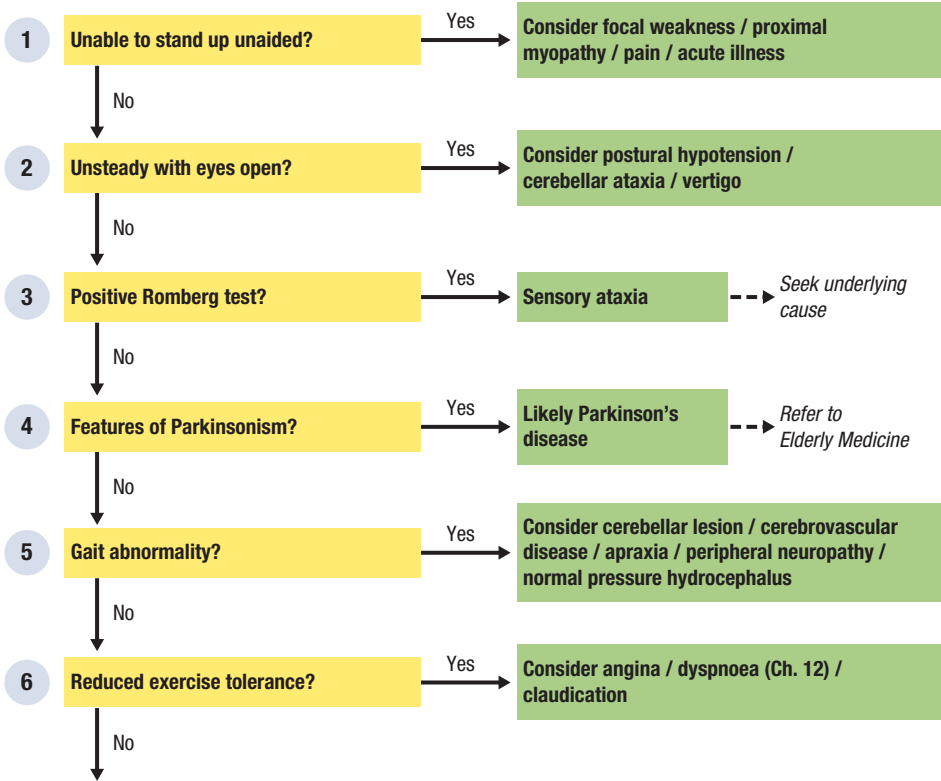 1
Unable to stand up unaided?
Yes
Consider focal weakness / proximal
myopathy / pain / acute illness
No
2
Unsteady with eyes open?
Yes
Consider postural hypotension /
cerebellar ataxia / vertigo
No
3
Positive Romberg test?
Yes
Sensory ataxia
Seek underlying
cause
No
4
Features of Parkinsonism?
Yes
Likely Parkinson’s
disease
Refer to
Elderly Medicine
No
5
Gait abnormality?
Yes
Consider cerebellar lesion / cerebrovascular
disease / apraxia / peripheral neuropathy /
normal pressure hydrocephalus
No
6
Reduced exercise tolerance?
Yes
Consider angina / dyspnoea (Ch. 12) /
claudication
No